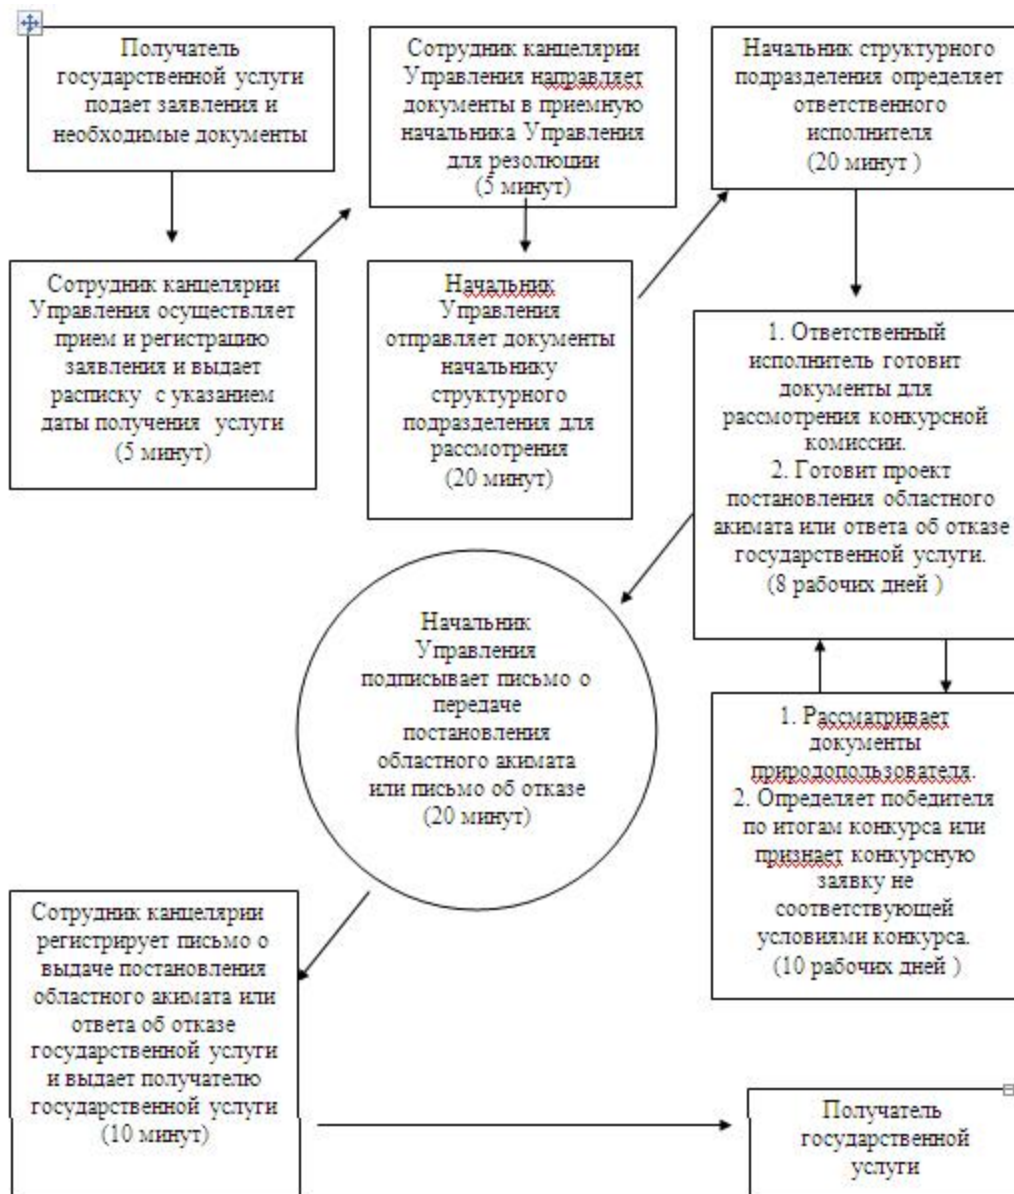 Получатель
государственной услуги
подает заявления и
необходимые документы
Сотрудник канцелярии
Управления осуществляет
прием и регистрацию
заявления и выдает
расписку с указанием
даты получения услуги
(5 минут)
Сотрудник канцелярии
Управления направляет
документы в приемную
начальника Управления
для резолюции
(5 минут)
Начальник
Управления
отправляет документы
начальнику
структурного
подразделения для
рассмотрения
(20 минут)
Начальник структурного
подразделения определяет
ответственного
исполнителя
(20 минут )
1. Ответственный
исполнитель готовит
документы для
рассмотрения конкурсной
комиссии.
2. Готовит проект
постановления областного
акимата или ответа об отказе
государственной услуги.
(8 рабочих дней )
1. Рассматривает
документы
природопользователя.
2. Определяет победителя
по итогам конкурса или
признает конкурсную
заявку не
соответствующей
условиями конкурса.
(10 рабочих дней )
Начальник
Управления
подписывает письмо о
передаче
постановления
областного акимата
или письмо об отказе
(20 минут)
Сотрудник канцелярии
регистрирует письмо о
выдаче постановления
областного акимата или
ответа об отказе
государственной услуги
и выдает получателю
государственной услуги
(10 минут)
Получатель
государственной
услуги